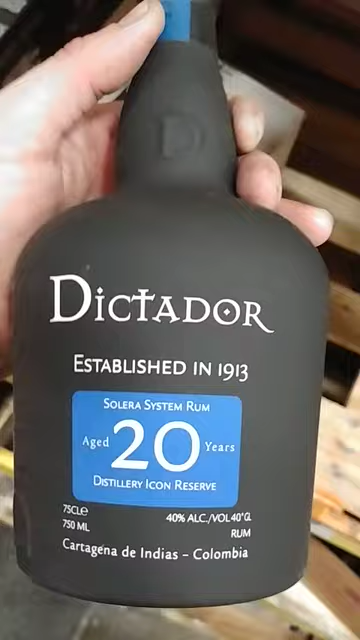 D
DICTADOR
ESTABLISHED IN 1913
SOLERA SYSTEM RUM
Aged 20 Years
DISTILLERY ICON RESERVE
75CLe 40% ALC./VOL 40°GL
750 ML RUM
Cartagena de Indias – Colombia